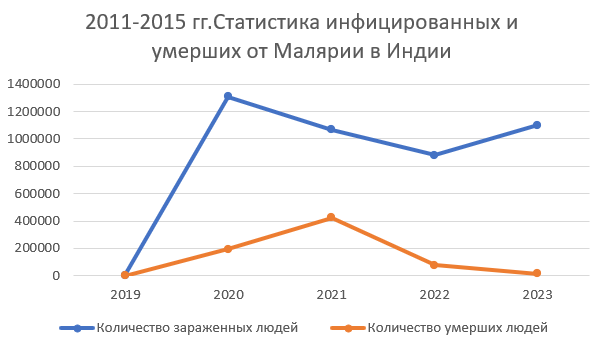 2011-2015 гг.Статистика инфицированных и
умерших от Малярии в Индии
1400000
1200000
1000000
800000
600000
400000
200000
0
2019 2020 2021 2022 2023
Количество зараженных людей Количество умерших людей